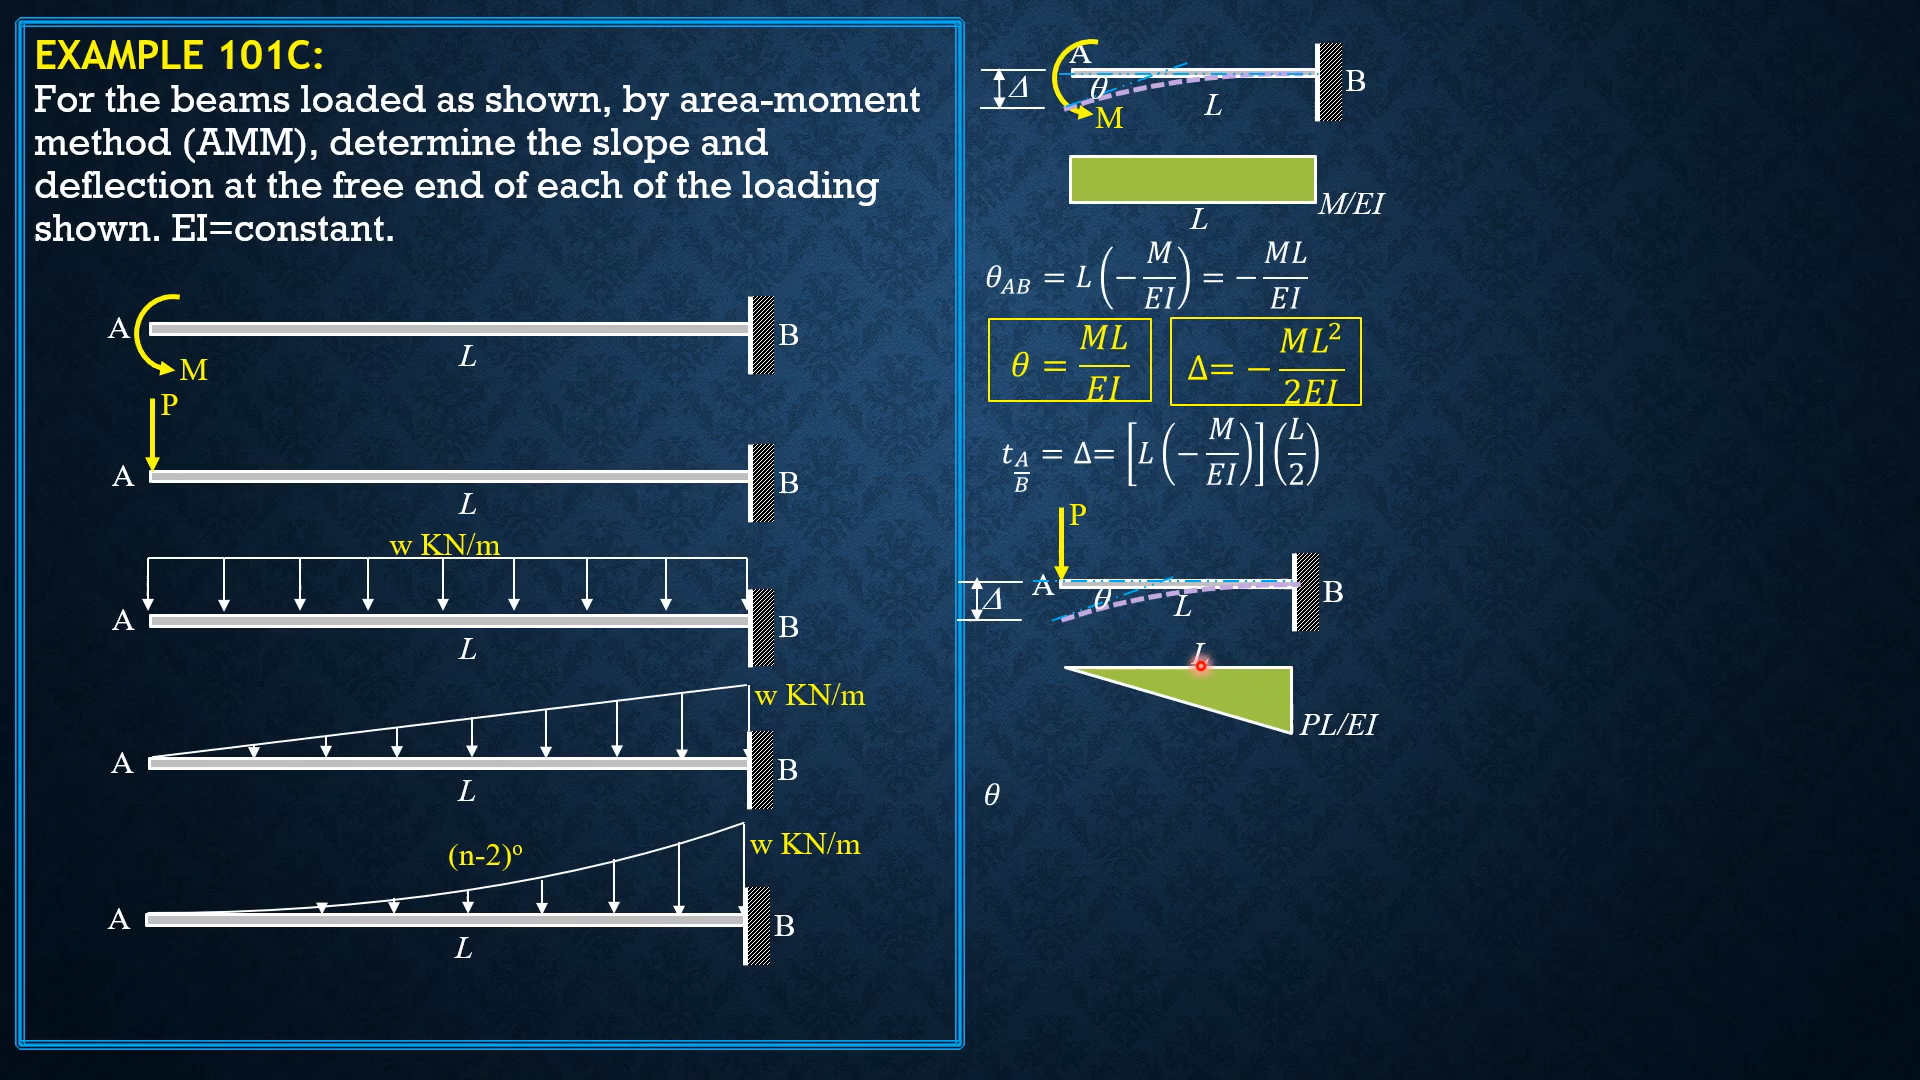 EXAMPLE 101C:
For the beams loaded as shown, by area-moment
method (AMM), determine the slope and
deflection at the free end of each of the loading
shown. EI=constant.
A
M
L
B
P
A
L
B
w KN/m
A
L
B
w KN/m
A
L
B
(n-2)º
w KN/m
A
L
B
A
Δ
θ
M
L
B
M/EI
L
θ_AB = L(−M/EI) = −ML/EI
θ = ML/EI
Δ= −ML²/2EI
t_A/B = Δ= [L(−M/EI)](L/2)
P
A
Δ
θ
L
B
L
PL/EI
θ